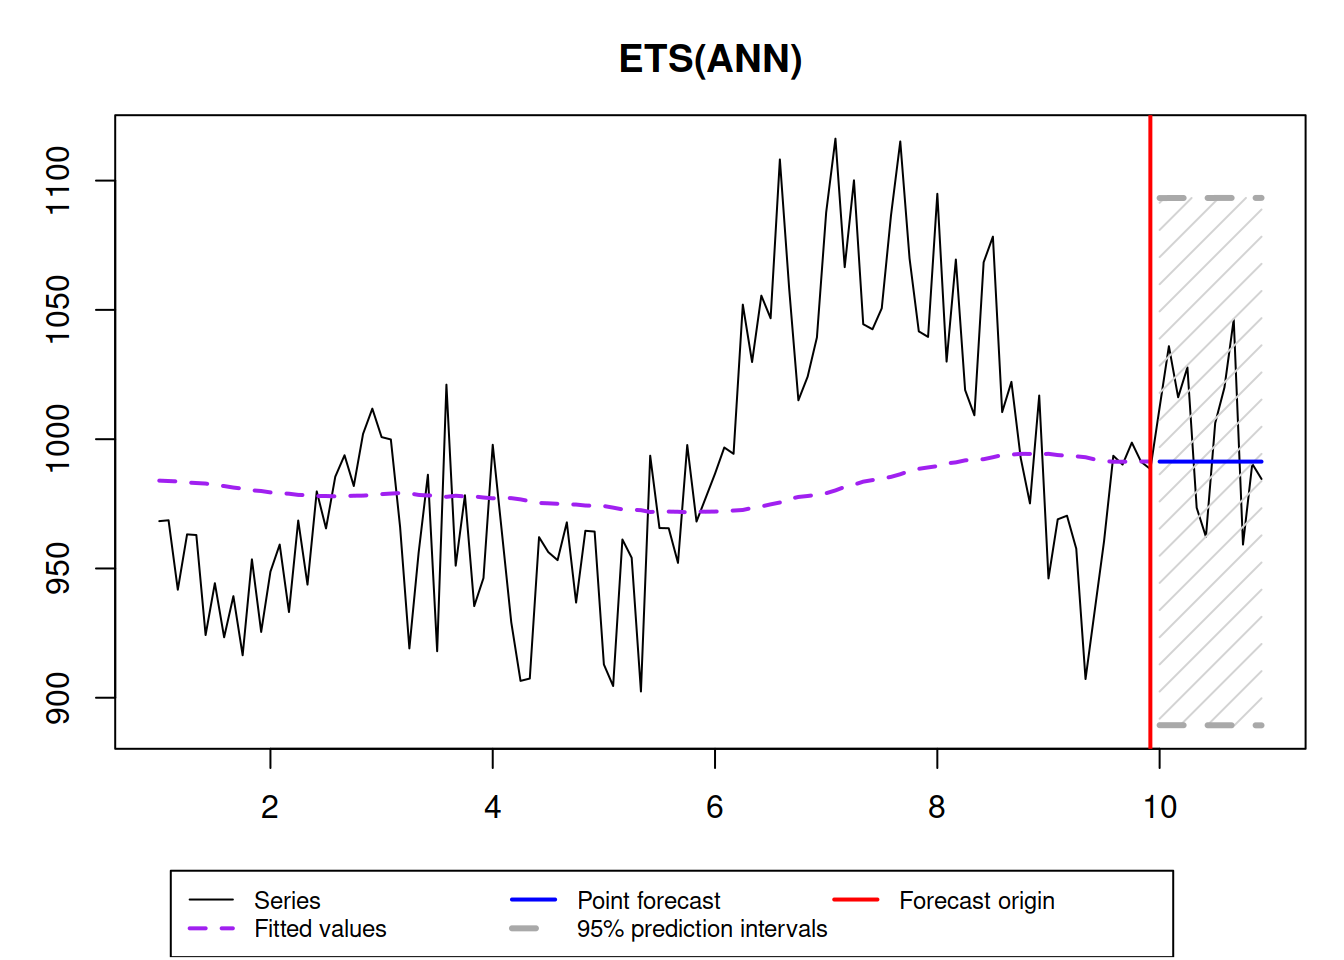 ETS(ANN)
1100
1050
1000
950
900
2 4 6 8 10
Series Point forecast Forecast origin
Fitted values 95% prediction intervals